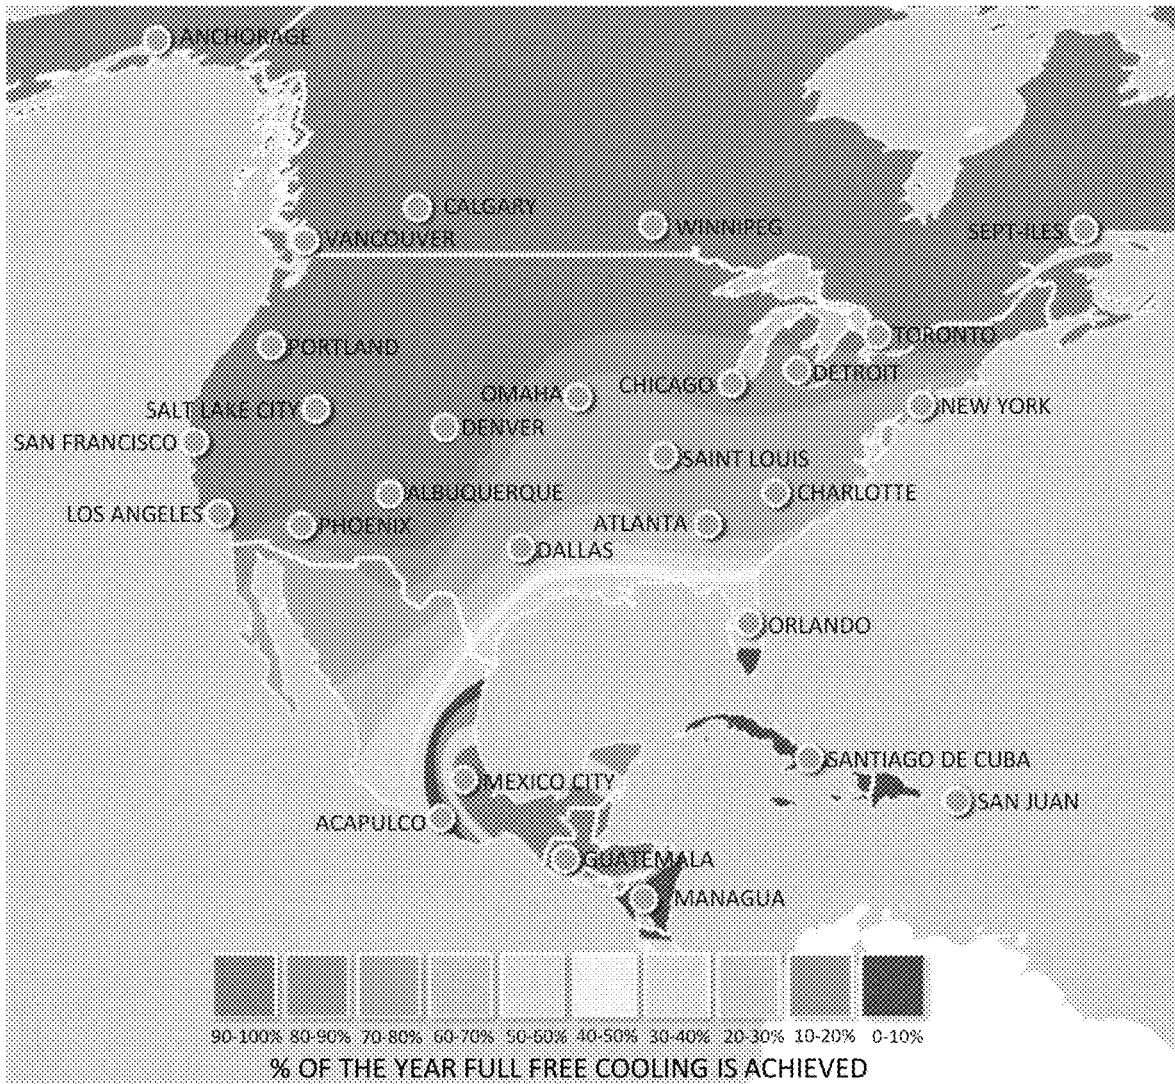 ANCHORAGE
CALGARY
WINNIPEG
SEPT-ILES
VANCOUVER
TORONTO
PORTLAND
DETROIT
CHICAGO
OMAHA
SALT LAKE CITY
NEW YORK
DENVER
SAN FRANCISCO
SAINT LOUIS
ALBUQUERQUE
CHARLOTTE
LOS ANGELES
PHOENIX
ATLANTA
DALLAS
ORLANDO
SANTIAGO DE CUBA
MEXICO CITY
SAN JUAN
ACAPULCO
GUATEMALA
MANAGUA
90-100% 80-90% 70-80% 60-70% 50-60% 40-50% 30-40% 20-30% 10-20% 0-10%
% OF THE YEAR FULL FREE COOLING IS ACHIEVED